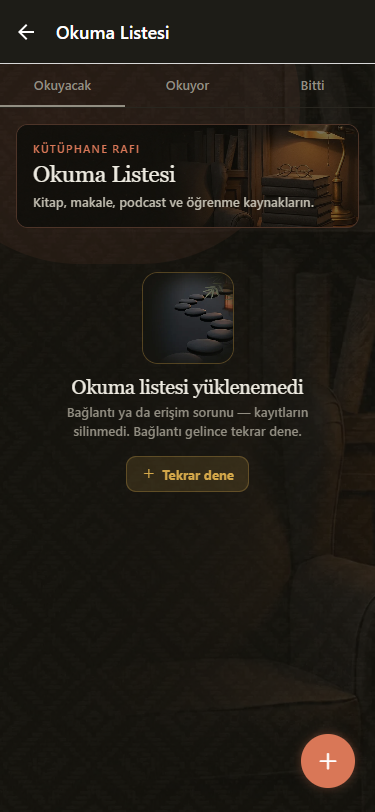 Okuma Listesi
Okuyacak
Okuyor
Bitti
KÜTÜPHANE RAFI
Okuma Listesi
Kitap, makale, podcast ve öğrenme kaynakların.
Okuma listesi yüklenemedi
Bağlantı ya da erişim sorunu — kayıtların
silinmedi. Bağlantı gelince tekrar dene.
+ Tekrar dene
+